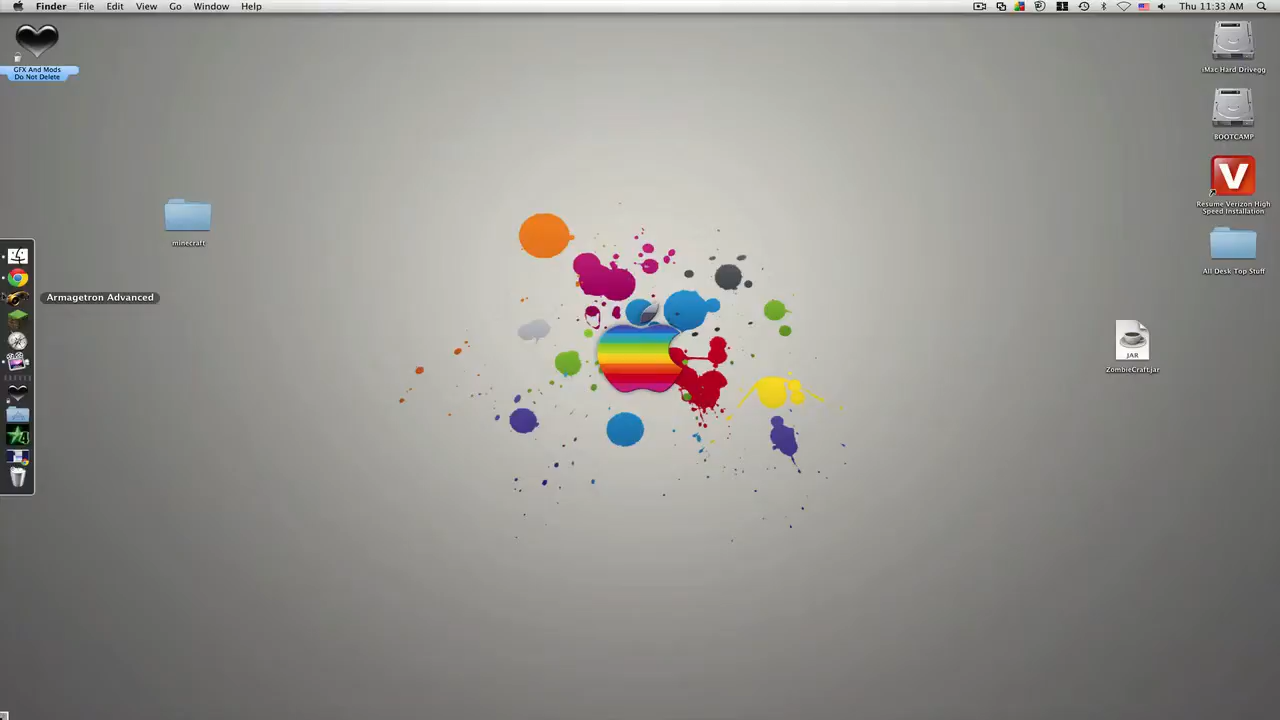 Finder File Edit View Go Window Help Thu 11:33 AM
GFX And Mods
Do Not Delete
iMac Hard Drivegg
BOOTCAMP
V
Resume Verizon High
Speed Installation
minecraft
All Desk Top Stuff
Armagetron Advanced
JAR
ZombieCraft.jar